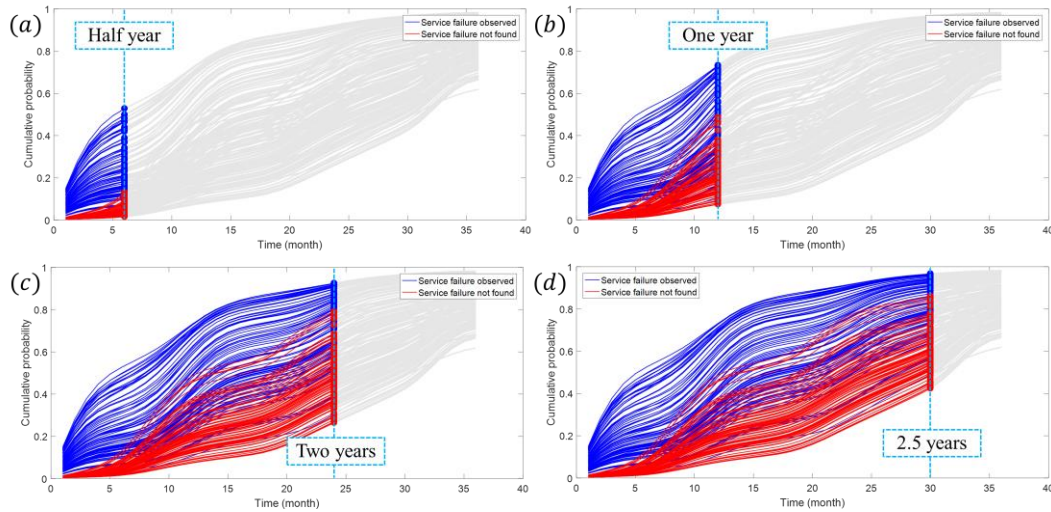 (a)
Half year
Service failure observed
Service failure not found
Cumulative probability
1
0.8
0.6
0.4
0.2
0
0 5 10 15 20 25 30 35 40
Time (month)
(b)
One year
Service failure observed
Service failure not found
Cumulative probability
1
0.8
0.6
0.4
0.2
0
0 5 10 15 20 25 30 35 40
Time (month)
(c)
Service failure observed
Service failure not found
Two years
Cumulative probability
1
0.8
0.6
0.4
0.2
0
0 5 10 15 20 25 30 35 40
Time (month)
(d)
Service failure observed
Service failure not found
2.5 years
Cumulative probability
1
0.8
0.6
0.4
0.2
0
0 5 10 15 20 25 30 35 40
Time (month)